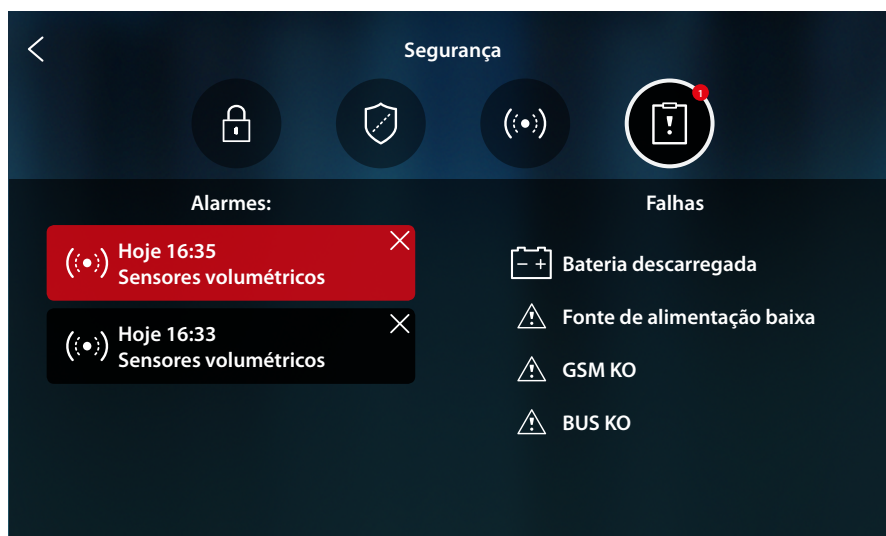 Segurança
1
Alarmes:
Hoje 16:35
Sensores volumétricos
Hoje 16:33
Sensores volumétricos
Falhas
Bateria descarregada
Fonte de alimentação baixa
GSM KO
BUS KO